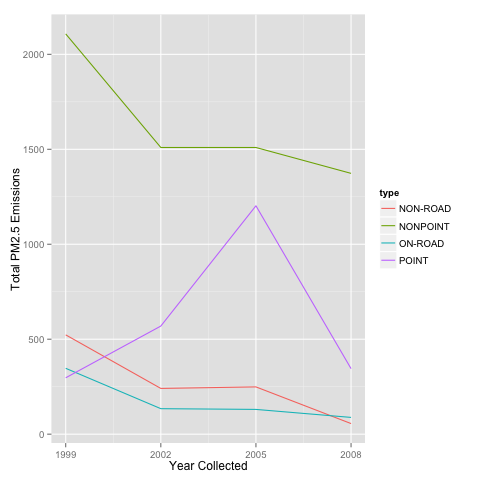 2000
1500
1000
500
0
Total PM2.5 Emissions
1999
2002
2005
2008
Year Collected
type
NON-ROAD
NONPOINT
ON-ROAD
POINT